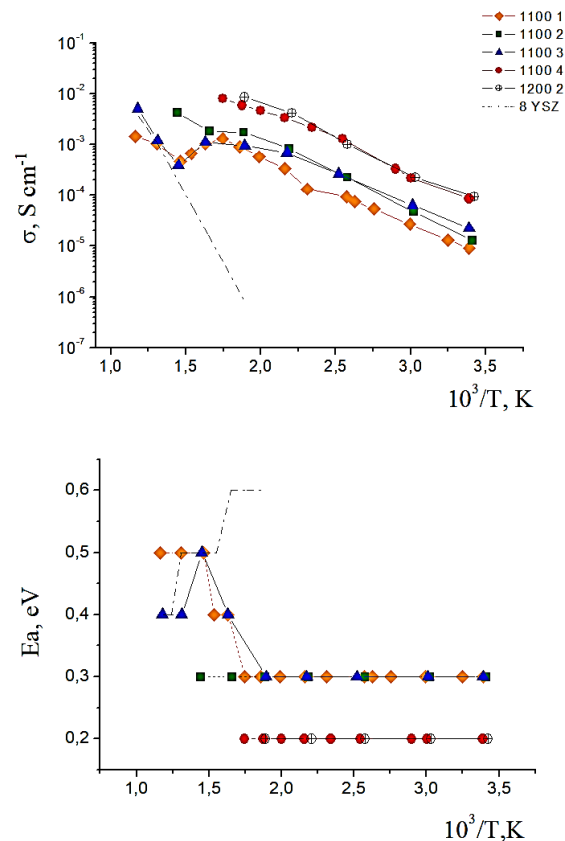 1100 1
1100 2
1100 3
1100 4
1200 2
8 YSZ
σ, S cm⁻¹
10⁻¹
10⁻²
10⁻³
10⁻⁴
10⁻⁵
10⁻⁶
10⁻⁷
1,0 1,5 2,0 2,5 3,0 3,5
10³/T, K
Ea, eV
0,6
0,5
0,4
0,3
0,2
1,0 1,5 2,0 2,5 3,0 3,5
10³/T,K